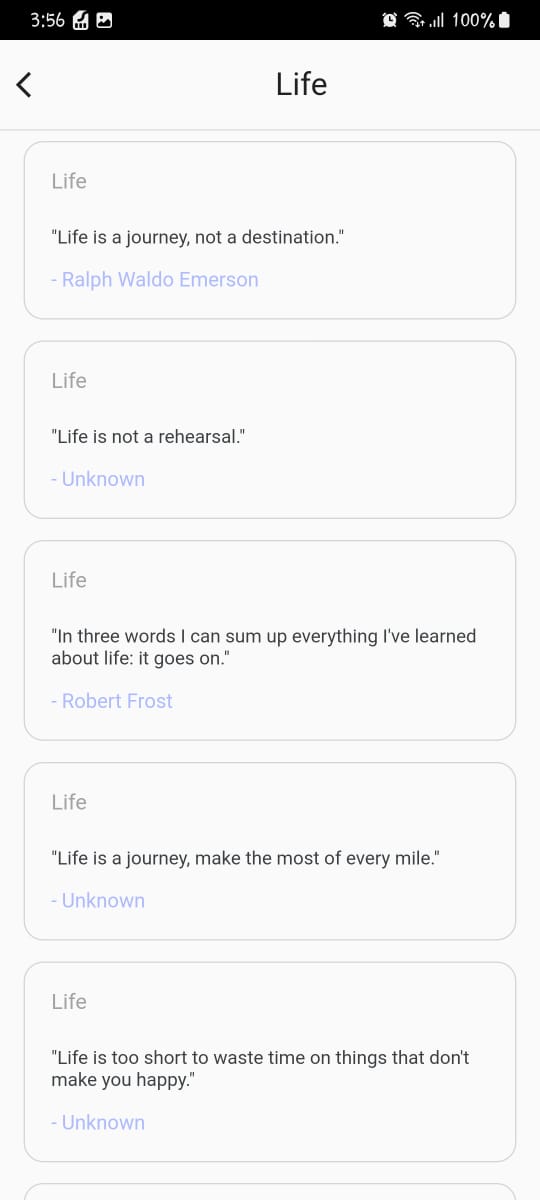 3:56
100%
Life
Life
"Life is a journey, not a destination."
- Ralph Waldo Emerson
Life
"Life is not a rehearsal."
- Unknown
Life
"In three words I can sum up everything I've learned
about life: it goes on."
- Robert Frost
Life
"Life is a journey, make the most of every mile."
- Unknown
Life
"Life is too short to waste time on things that don't
make you happy."
- Unknown